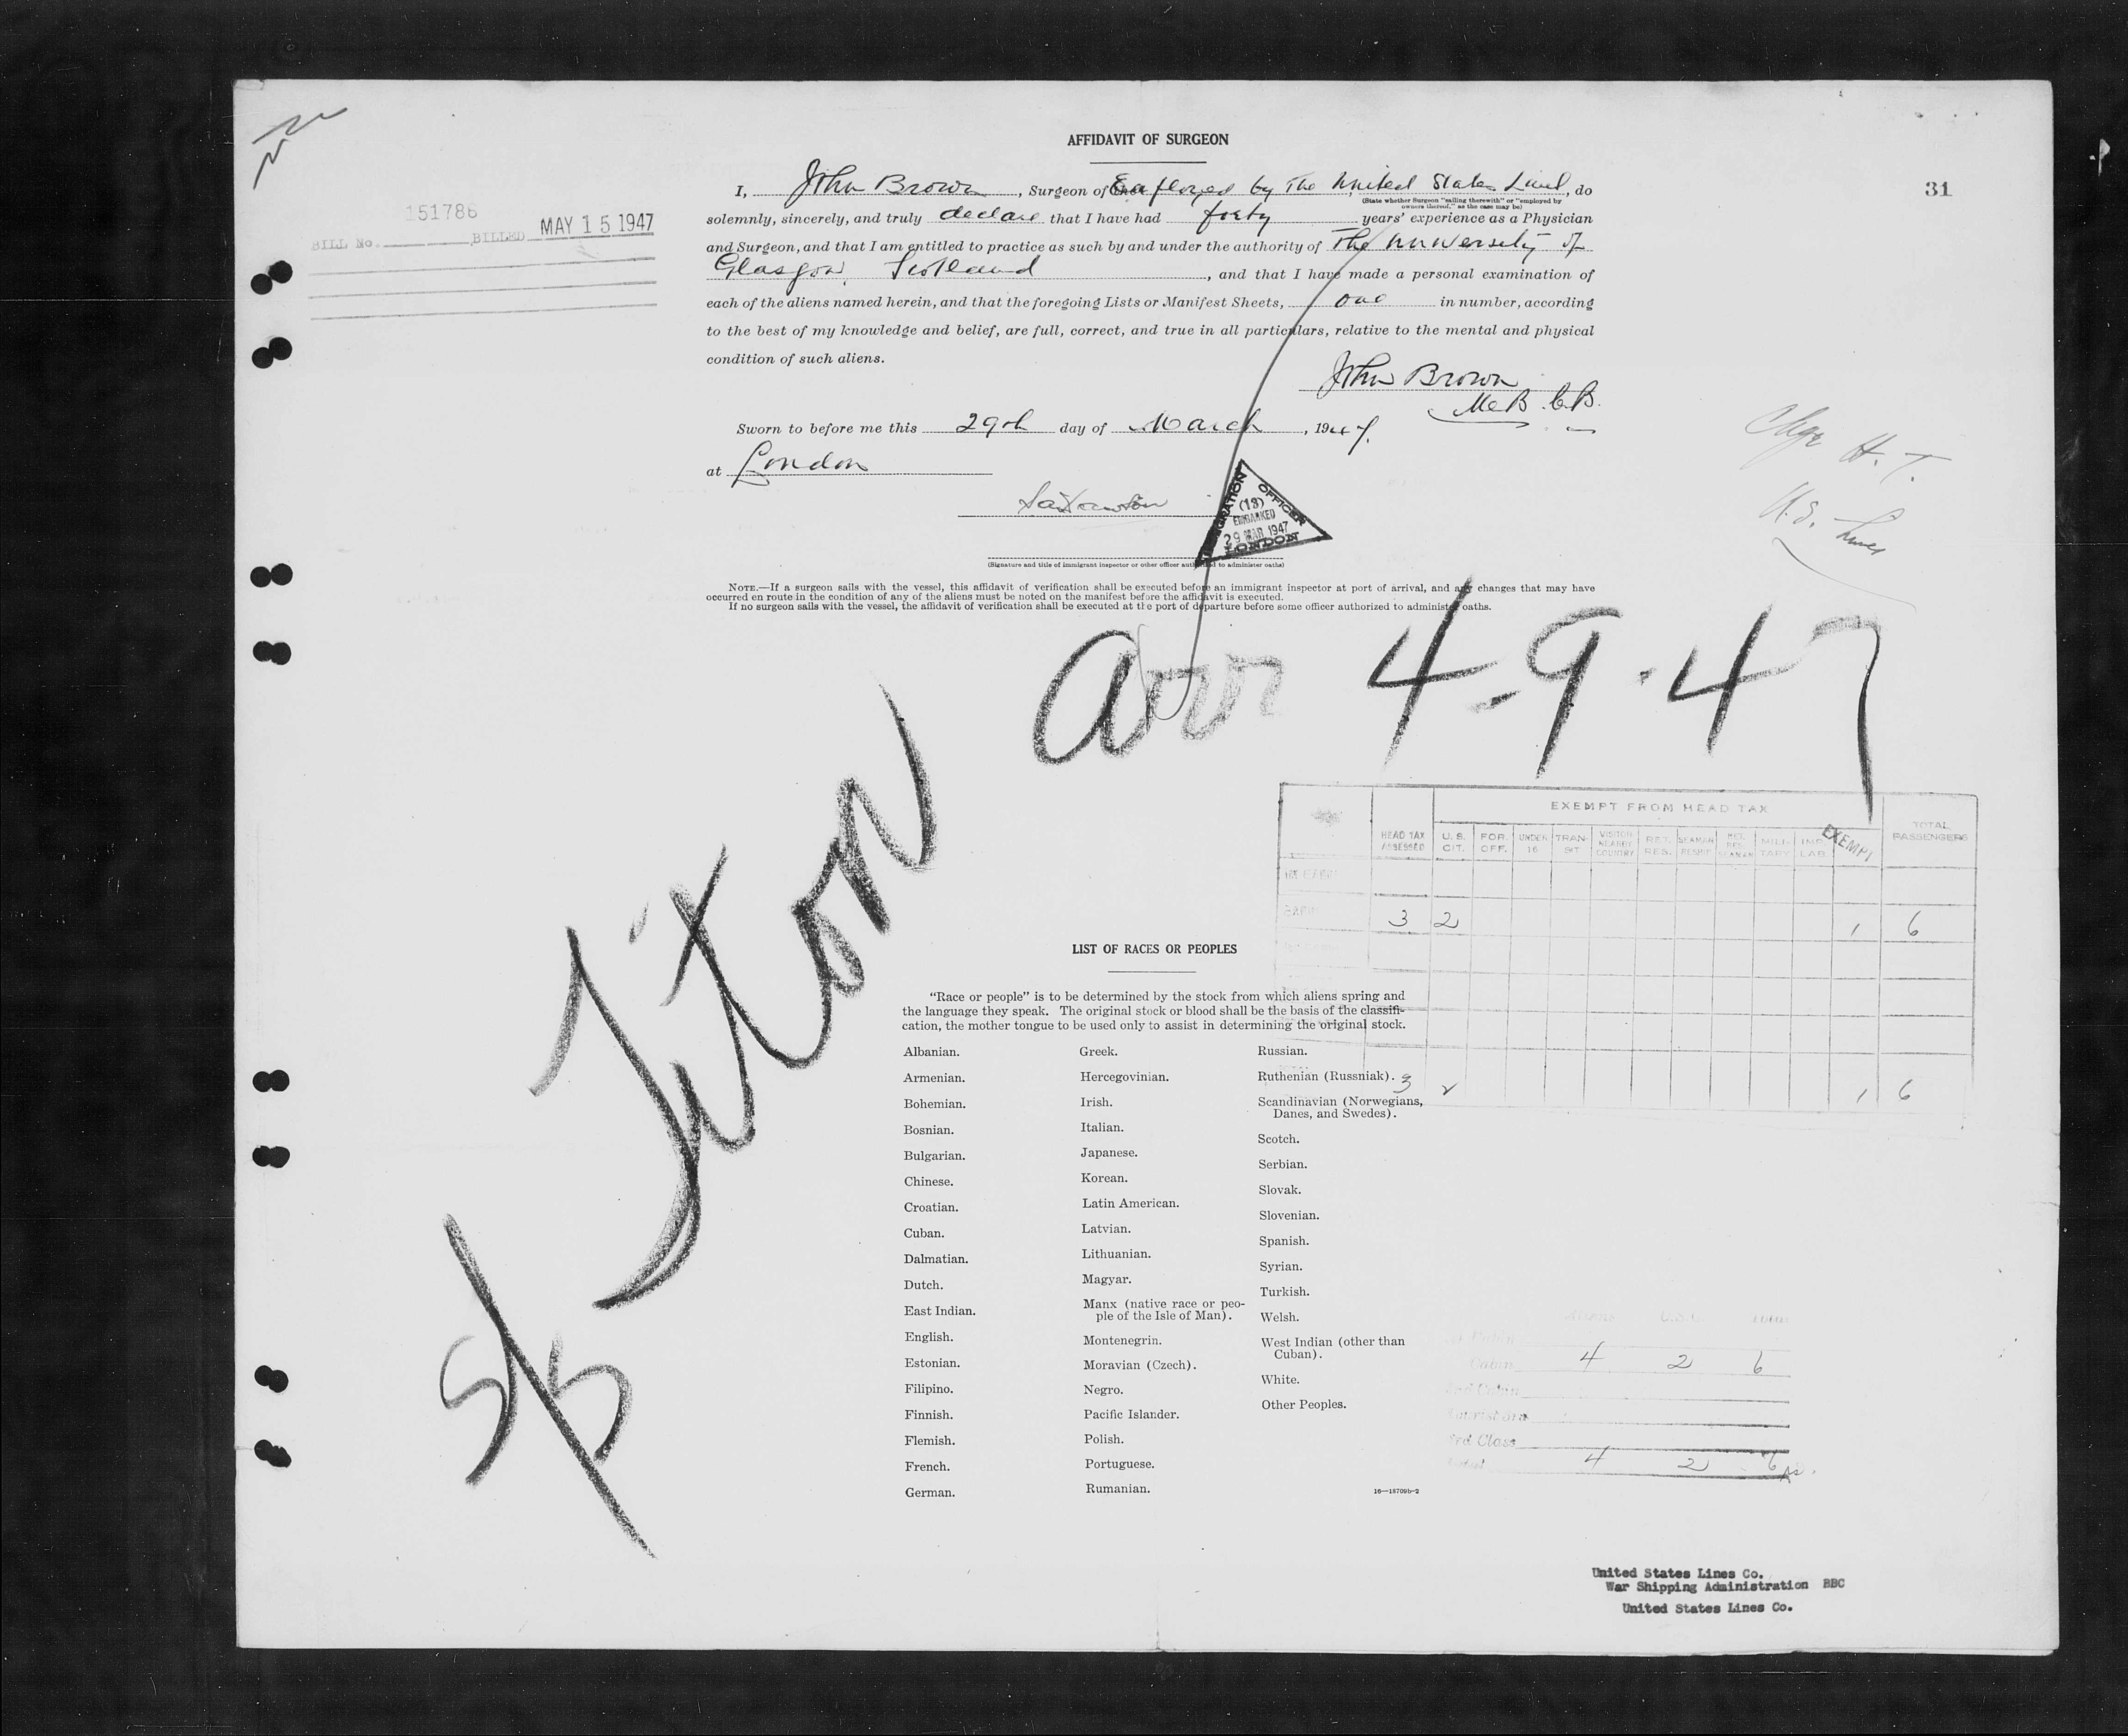 AFFIDAVIT OF SURGEON
31
I, John Brown, Surgeon of Employed by The United States Lines, do
(State whether Surgeon "sailing therewith" or "employed by
owners thereof," as the case may be)
solemnly, sincerely, and truly declare that I have had forty years' experience as a Physician
and Surgeon, and that I am entitled to practice as such by and under the authority of The University of
Glasgow, Scotland, and that I have made a personal examination of
each of the aliens named herein, and that the foregoing Lists or Manifest Sheets, one in number, according
to the best of my knowledge and belief, are full, correct, and true in all particulars, relative to the mental and physical
condition of such aliens.
151786
BILL No. BILLED MAY 15 1947
John Brown
M.B. Ch.B.
Sworn to before me this 29th day of March, 1947.
at London
IMMIGRATION OFFICER
(13)
EMBARKED
29 MAR 1947
LONDON
(Signature and title of immigrant inspector or other officer authorized to administer oaths)
Chge H. T.
U.S. Lines
NOTE.—If a surgeon sails with the vessel, this affidavit of verification shall be executed before an immigrant inspector at port of arrival, and any changes that may have
occurred en route in the condition of any of the aliens must be noted on the manifest before the affidavit is executed.
If no surgeon sails with the vessel, the affidavit of verification shall be executed at the port of departure before some officer authorized to administer oaths.
arr 4-9-47
S/S
EXEMPT FROM HEAD TAX
HEAD TAX ASSESSED
U. S. CIT.
FOR. OFF.
UNDER 16
TRAN-SIT
VISITOR NEARBY COUNTRY
RET. RES.
SEAMAN RESHIP
RET. RES. SEAMAN
MILI-TARY
IMP. LAB.
EXEMPT
TOTAL PASSENGERS
3 2 1 6
3 2 1 6
LIST OF RACES OR PEOPLES
"Race or people" is to be determined by the stock from which aliens spring and
the language they speak. The original stock or blood shall be the basis of the classifi-
cation, the mother tongue to be used only to assist in determining the original stock.
Albanian.
Armenian.
Bohemian.
Bosnian.
Bulgarian.
Chinese.
Croatian.
Cuban.
Dalmatian.
Dutch.
East Indian.
English.
Estonian.
Filipino.
Finnish.
Flemish.
French.
German.
Greek.
Hercegovinian.
Irish.
Italian.
Japanese.
Korean.
Latin American.
Latvian.
Lithuanian.
Magyar.
Manx (native race or peo-
ple of the Isle of Man).
Montenegrin.
Moravian (Czech).
Negro.
Pacific Islander.
Polish.
Portuguese.
Rumanian.
Russian.
Ruthenian (Russniak).
Scandinavian (Norwegians,
Danes, and Swedes).
Scotch.
Serbian.
Slovak.
Slovenian.
Spanish.
Syrian.
Turkish.
Welsh.
West Indian (other than
Cuban).
White.
Other Peoples.
16—18709b-2
Aliens U.S.C Total
Cabin 4 2 6
2nd Cabin
Tourist 3rd
3rd Class
Total 4 2 6
United States Lines Co.
War Shipping Administration BBC
United States Lines Co.